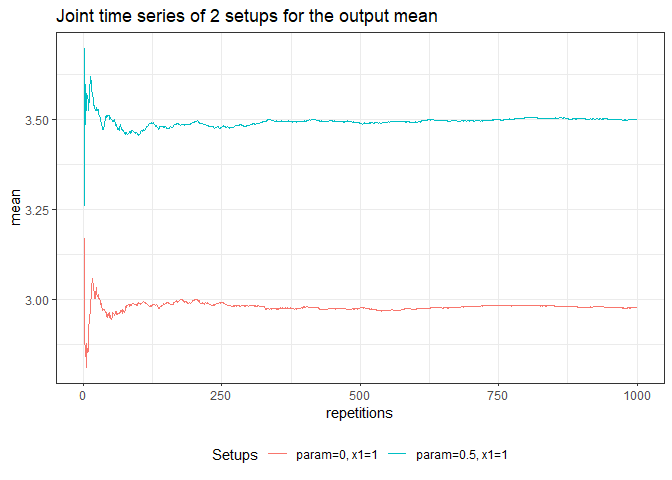 Joint time series of 2 setups for the output mean
3.50
3.25
3.00
mean
0 250 500 750 1000
repetitions
Setups param=0, x1=1 param=0.5, x1=1